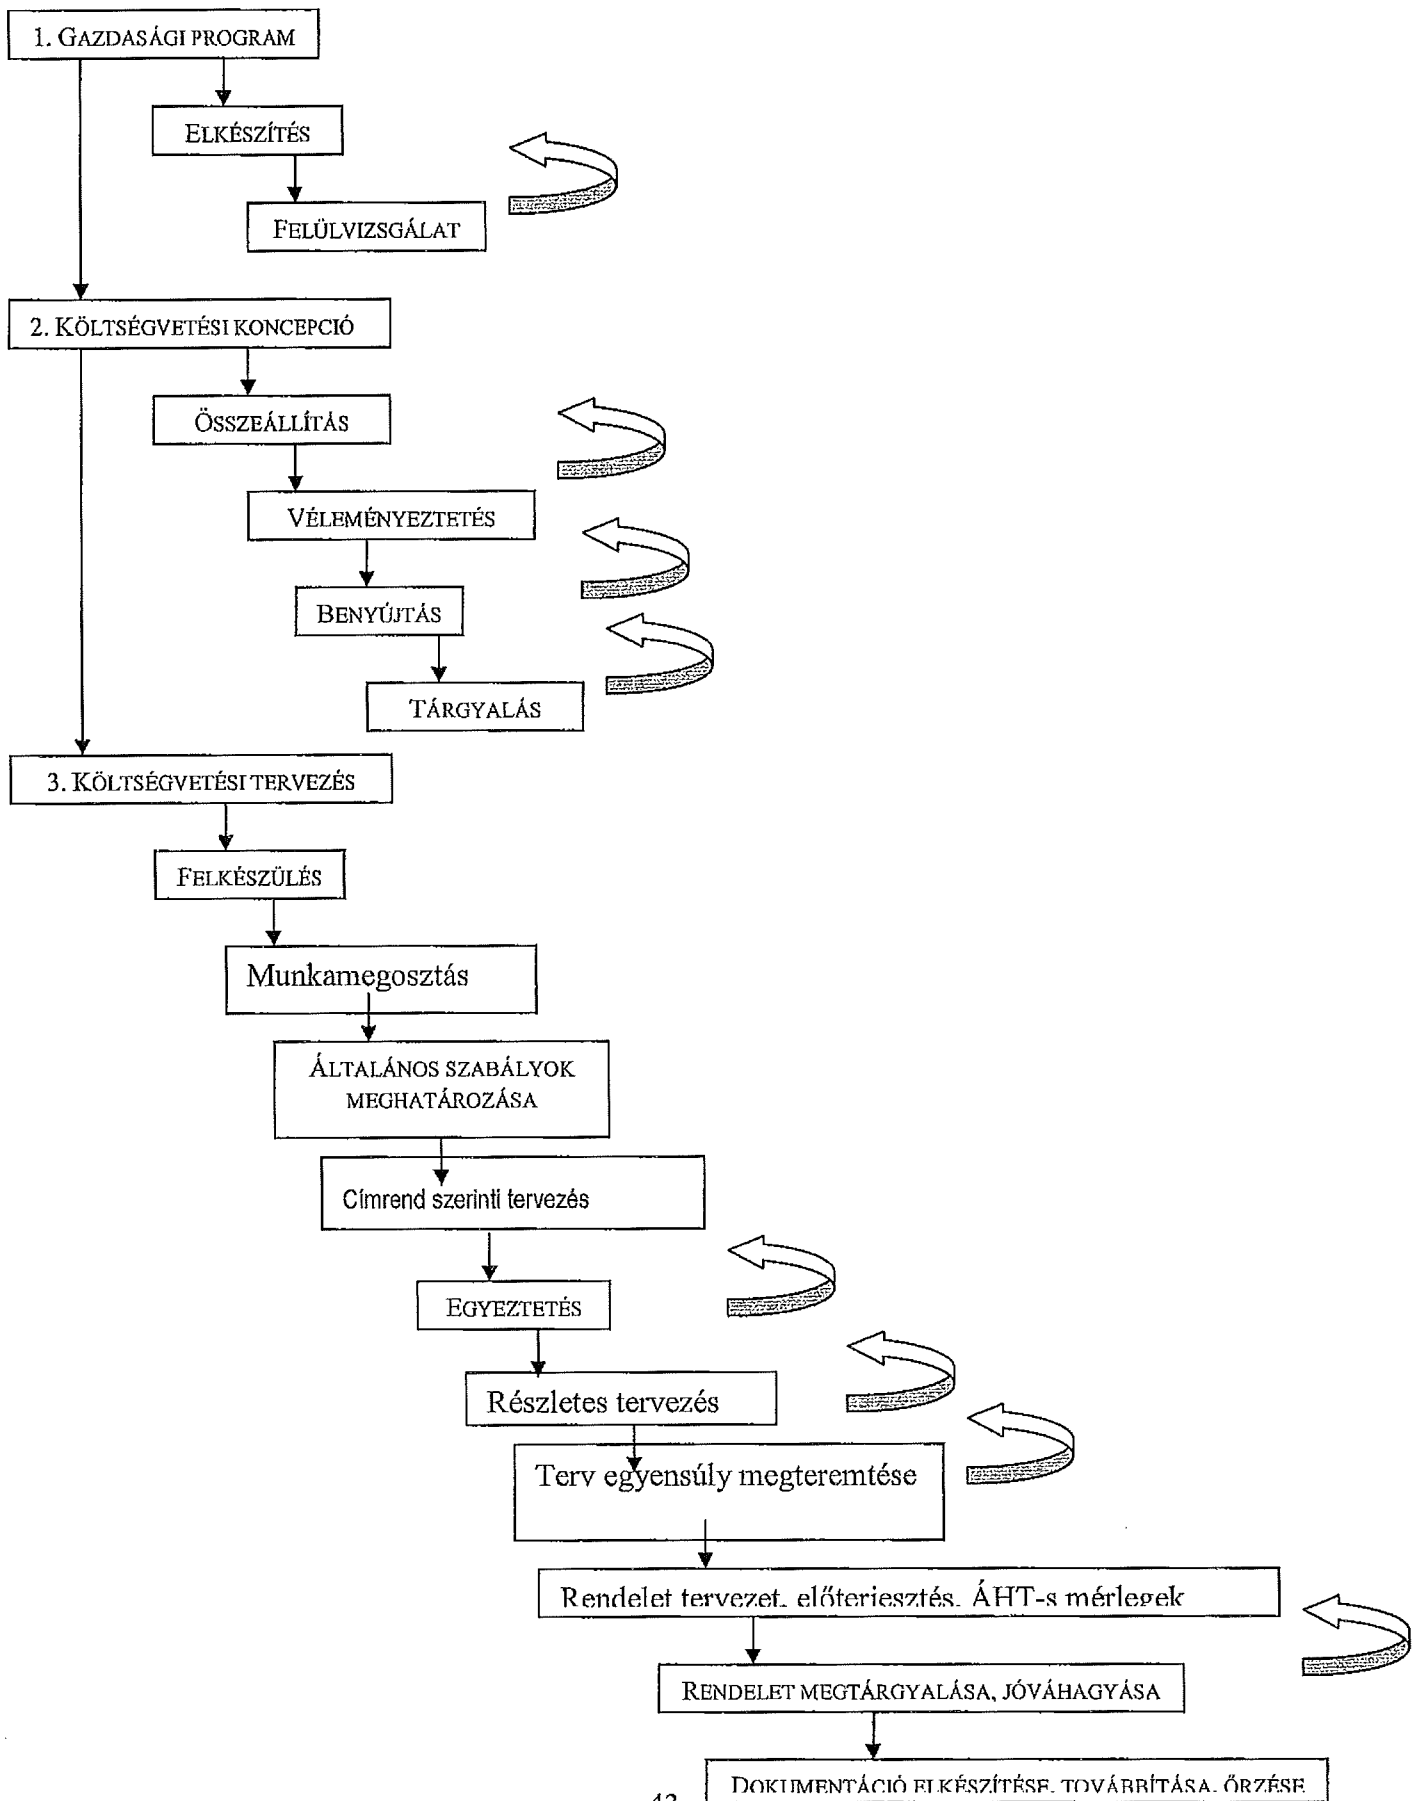 1. GAZDASÁGI PROGRAM
ELKÉSZÍTÉS
FELÜLVIZSGÁLAT
2. KÖLTSÉGVETÉSI KONCEPCIÓ
ÖSSZEÁLLÍTÁS
VÉLEMÉNYEZTETÉS
BENYÚJTÁS
TÁRGYALÁS
3. KÖLTSÉGVETÉSI TERVEZÉS
FELKÉSZÜLÉS
Munkamegosztás
ÁLTALÁNOS SZABÁLYOK
MEGHATÁROZÁSA
Címrend szerinti tervezés
EGYEZTETÉS
Részletes tervezés
Terv egyensúly megteremtése
Rendelet tervezet, előterjesztés, ÁHT-s mérlegek
RENDELET MEGTÁRGYALÁSA, JÓVÁHAGYÁSA
DOKUMENTÁCIÓ ELKÉSZÍTÉSE, TOVÁBBÍTÁSA, ŐRZÉSE